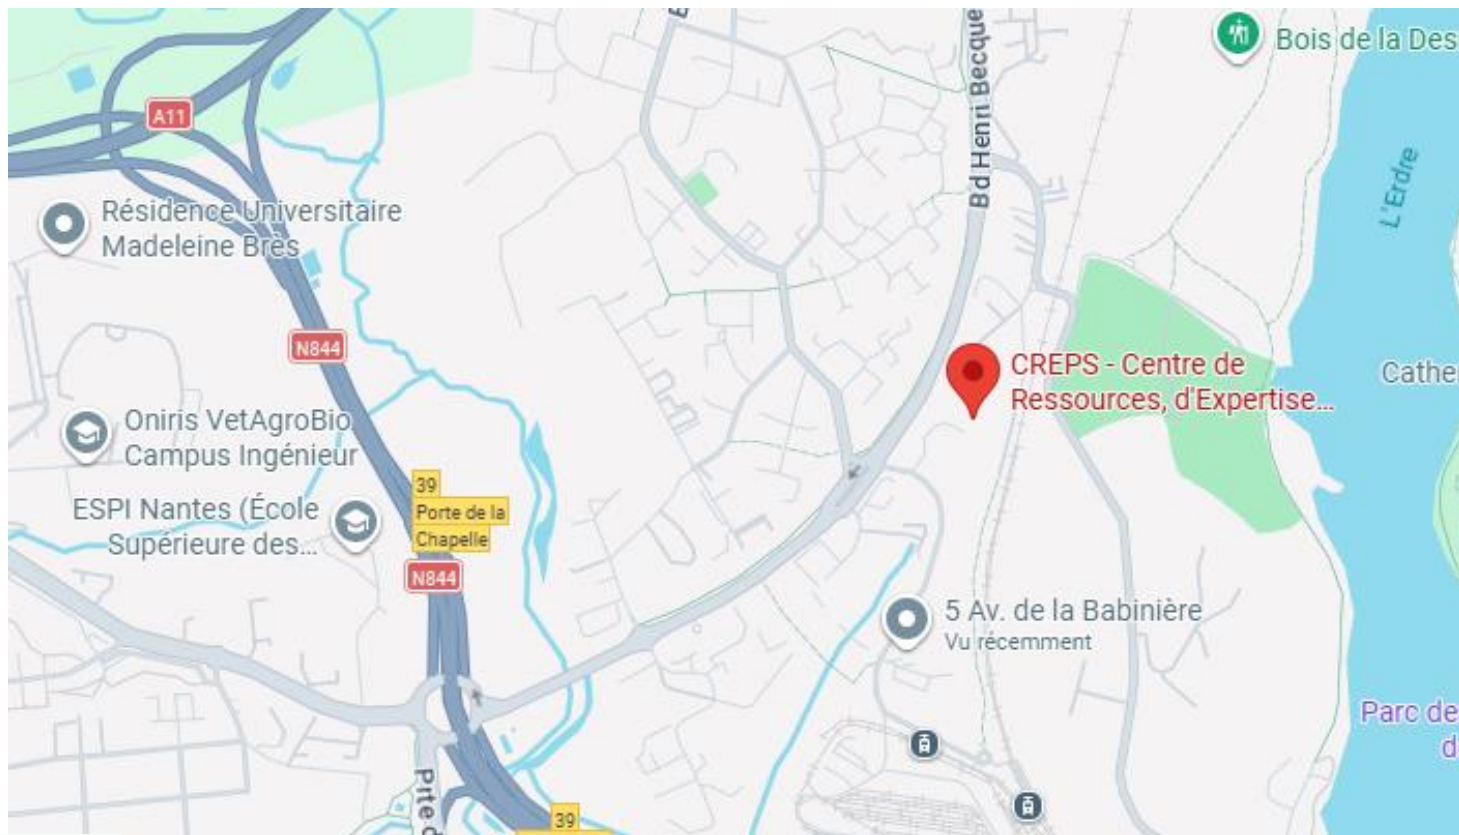 Bois de la Des
Bd Henri Becque
A11
L'Erdre
Résidence Universitaire
Madeleine Brès
N844
CREPS - Centre de
Ressources, d'Expertise...
Cathe
Oniris VetAgroBio
Campus Ingénieur
39
Porte de la
Chapelle
ESPI Nantes (École
Supérieure des...
N844
5 Av. de la Babinière
Vu récemment
Parc de
d
Prte d
39